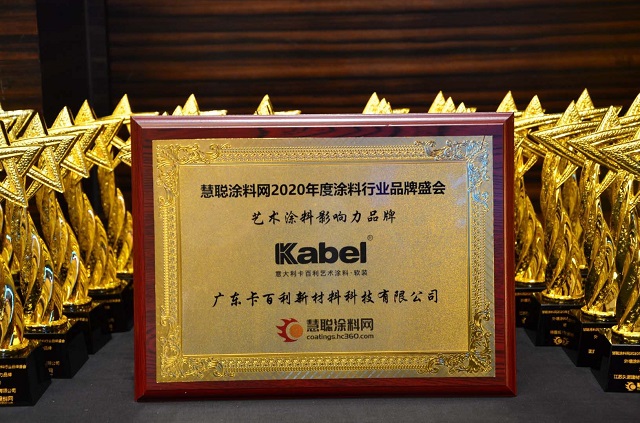 慧聪涂料网2020年度涂料行业品牌盛会
艺术涂料影响力品牌
Kabel®
意大利卡百利艺术涂料·软装
广东卡百利新材料科技有限公司
慧聪涂料网
coatings.hc360.com